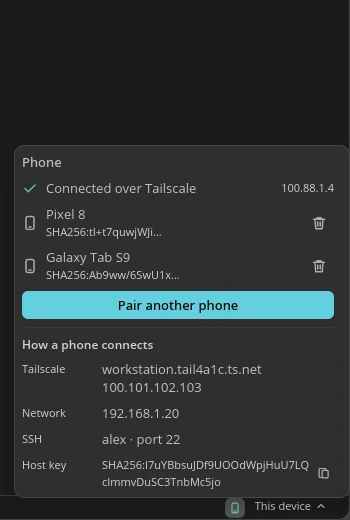 Phone
Connected over Tailscale 100.88.1.4
Pixel 8
SHA256:tI+t7quwjWJi...
Galaxy Tab S9
SHA256:Ab9ww/6SwU1x...
Pair another phone
How a phone connects
Tailscale workstation.tail4a1c.ts.net
100.101.102.103
Network 192.168.1.20
SSH alex · port 22
Host key SHA256:I7uYBbsuJDf9UOOdWpjHuU7LQ
cImmvDuSC3TnbMc5jo
This device